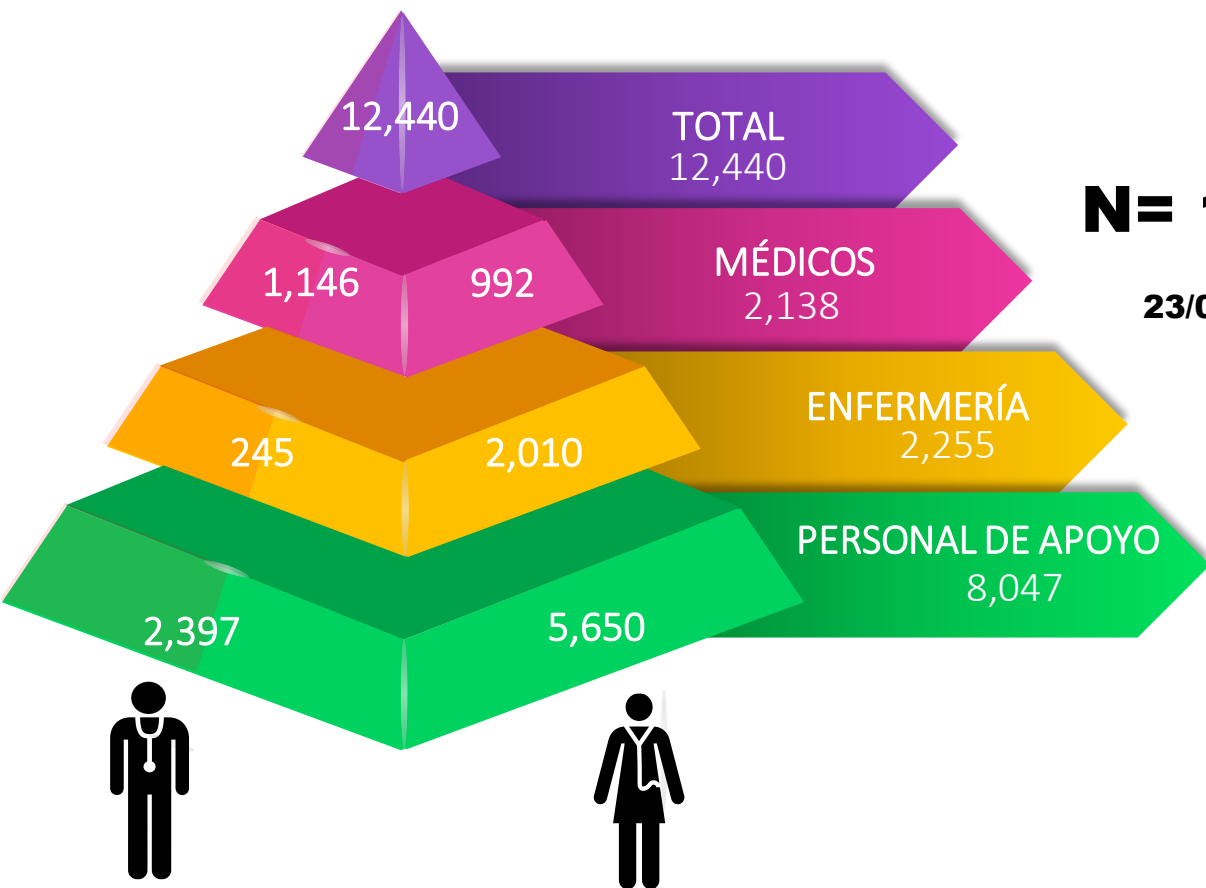 12,440
TOTAL
12,440
N=
1,146
992
MÉDICOS
2,138
245
2,010
ENFERMERÍA
2,255
2,397
5,650
PERSONAL DE APOYO
8,047